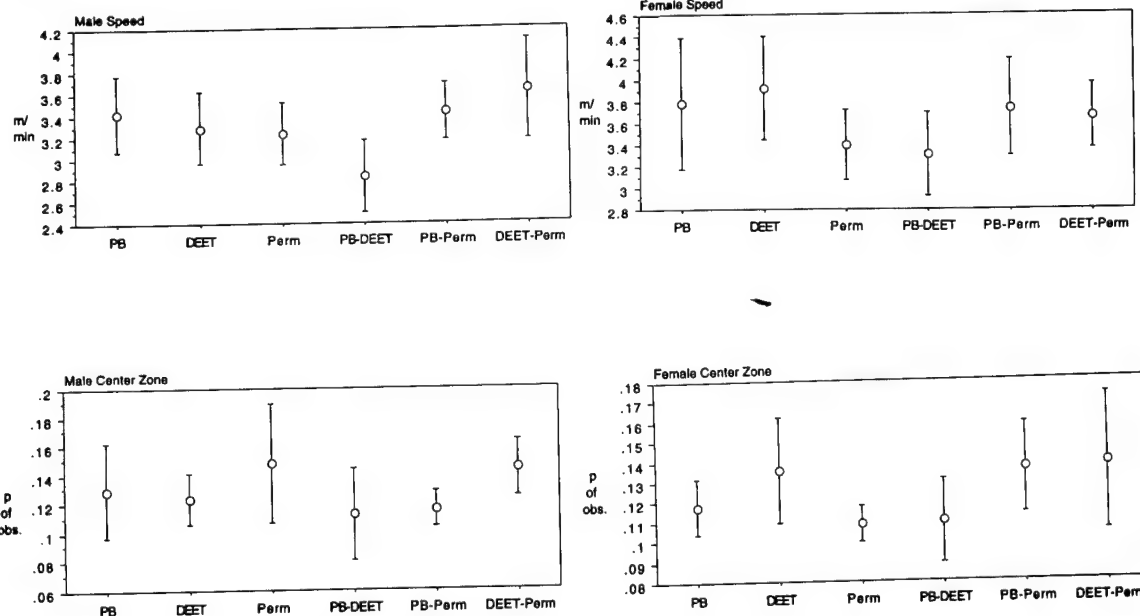 Male Speed
4.2
4
3.8
3.6
3.4
3.2
3
2.8
2.6
2.4
m/
min
PB DEET Perm PB-DEET PB-Perm DEET-Perm
Female Speed
4.6
4.4
4.2
4
3.8
3.6
3.4
3.2
3
2.8
m/
min
PB DEET Perm PB-DEET PB-Perm DEET-Perm
Male Center Zone
.2
.18
.16
.14
.12
.1
.08
.06
p
of
obs.
PB DEET Perm PB-DEET PB-Perm DEET-Perm
Female Center Zone
.18
.17
.16
.15
.14
.13
.12
.11
.1
.09
.08
p
of
obs.
PB DEET Perm PB-DEET PB-Perm DEET-Perm